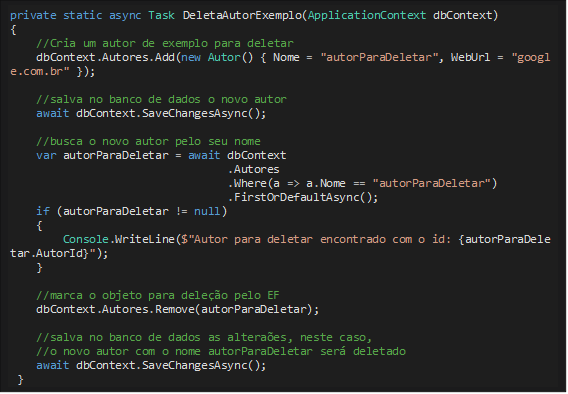 private static async Task DeletaAutorExemplo(ApplicationContext dbContext)
{
//Cria um autor de exemplo para deletar
dbContext.Autores.Add(new Autor() { Nome = "autorParaDeletar", WebUrl = "googl
e.com.br" });
//salva no banco de dados o novo autor
await dbContext.SaveChangesAsync();
//busca o novo autor pelo seu nome
var autorParaDeletar = await dbContext
.Autores
.Where(a => a.Nome == "autorParaDeletar")
.FirstOrDefaultAsync();
if (autorParaDeletar != null)
{
Console.WriteLine($"Autor para deletar encontrado com o id: {autorParaDele
tar.AutorId}");
}
//marca o objeto para deleção pelo EF
dbContext.Autores.Remove(autorParaDeletar);
//salva no banco de dados as alterações, neste caso,
//o novo autor com o nome autorParaDeletar será deletado
await dbContext.SaveChangesAsync();
}